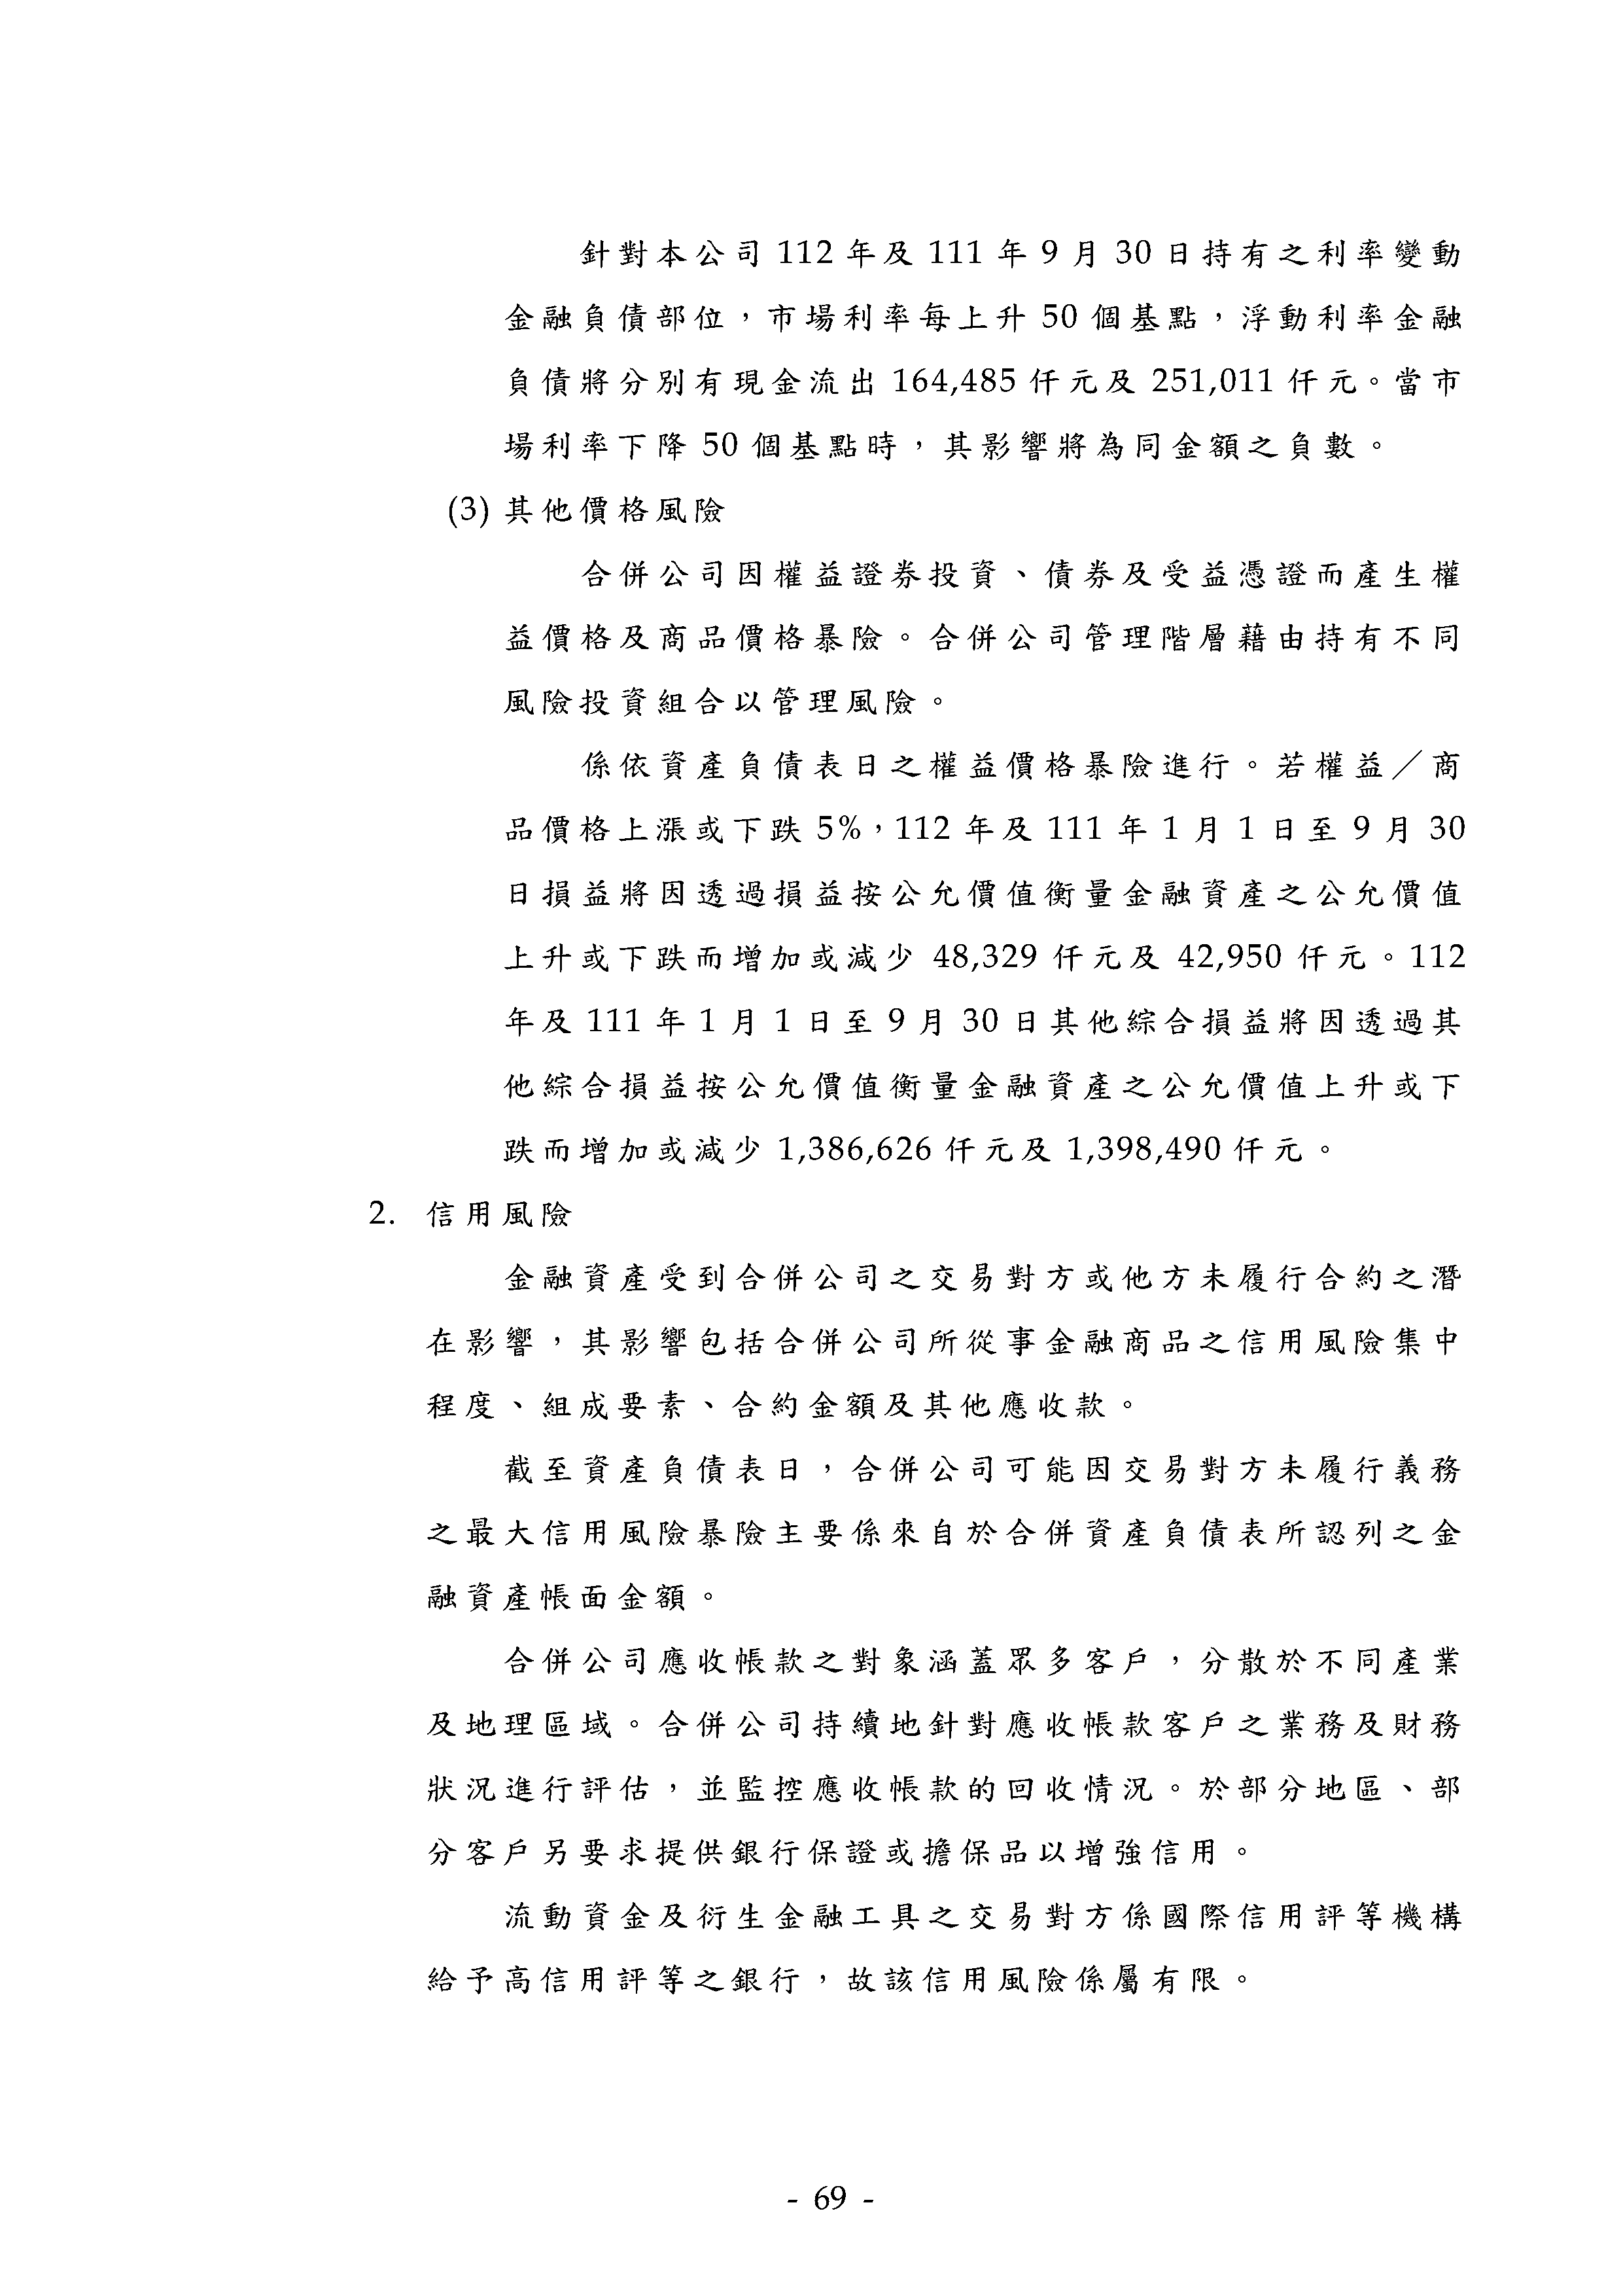 針對本公司 112 年及 111 年 9 月 30 日持有之利率變動
金融負債部位，市場利率每上升 50 個基點，浮動利率金融
負債將分別有現金流出 164,485 仟元及 251,011 仟元。當市
場利率下降 50 個基點時，其影響將為同金額之負數。
(3) 其他價格風險
合併公司因權益證券投資、債券及受益憑證而產生權
益價格及商品價格暴險。合併公司管理階層藉由持有不同
風險投資組合以管理風險。
係依資產負債表日之權益價格暴險進行。若權益／商
品價格上漲或下跌 5%，112 年及 111 年 1 月 1 日至 9 月 30
日損益將因透過損益按公允價值衡量金融資產之公允價值
上升或下跌而增加或減少 48,329 仟元及 42,950 仟元。112
年及 111 年 1 月 1 日至 9 月 30 日其他綜合損益將因透過其
他綜合損益按公允價值衡量金融資產之公允價值上升或下
跌而增加或減少 1,386,626 仟元及 1,398,490 仟元。
2. 信用風險
金融資產受到合併公司之交易對方或他方未履行合約之潛
在影響，其影響包括合併公司所從事金融商品之信用風險集中
程度、組成要素、合約金額及其他應收款。
截至資產負債表日，合併公司可能因交易對方未履行義務
之最大信用風險暴險主要係來自於合併資產負債表所認列之金
融資產帳面金額。
合併公司應收帳款之對象涵蓋眾多客戶，分散於不同產業
及地理區域。合併公司持續地針對應收帳款客戶之業務及財務
狀況進行評估，並監控應收帳款的回收情況。於部分地區、部
分客戶另要求提供銀行保證或擔保品以增強信用。
流動資金及衍生金融工具之交易對方係國際信用評等機構
給予高信用評等之銀行，故該信用風險係屬有限。
- 69 -